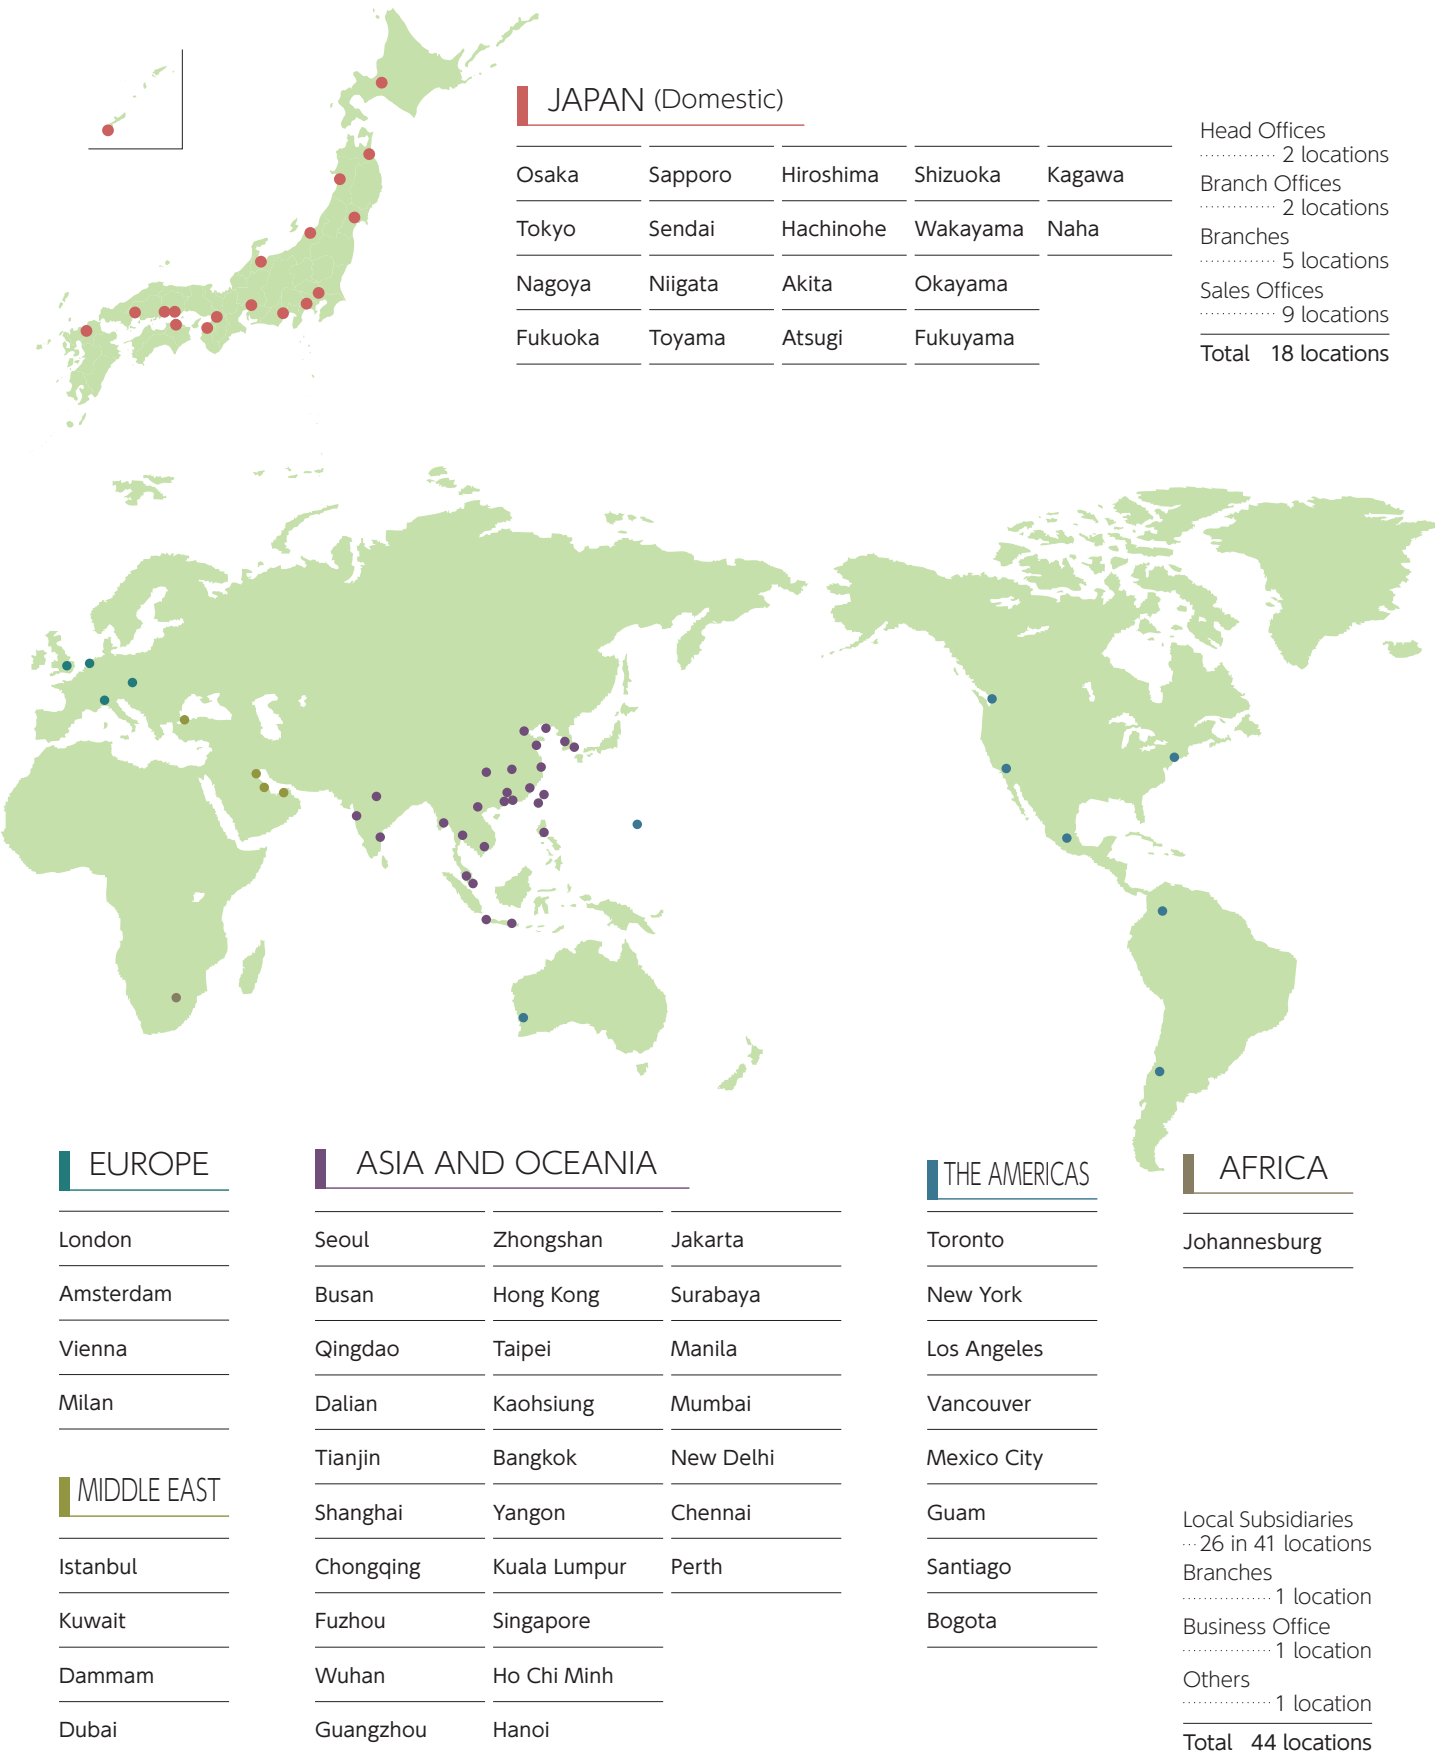 JAPAN (Domestic)
Osaka Sapporo Hiroshima Shizuoka Kagawa
Tokyo Sendai Hachinohe Wakayama Naha
Nagoya Niigata Akita Okayama
Fukuoka Toyama Atsugi Fukuyama
Head Offices
.............. 2 locations
Branch Offices
.............. 2 locations
Branches
.............. 5 locations
Sales Offices
.............. 9 locations
Total 18 locations
EUROPE
London
Amsterdam
Vienna
Milan
MIDDLE EAST
Istanbul
Kuwait
Dammam
Dubai
ASIA AND OCEANIA
Seoul Zhongshan Jakarta
Busan Hong Kong Surabaya
Qingdao Taipei Manila
Dalian Kaohsiung Mumbai
Tianjin Bangkok New Delhi
Shanghai Yangon Chennai
Chongqing Kuala Lumpur Perth
Fuzhou Singapore
Wuhan Ho Chi Minh
Guangzhou Hanoi
THE AMERICAS
Toronto
New York
Los Angeles
Vancouver
Mexico City
Guam
Santiago
Bogota
AFRICA
Johannesburg
Local Subsidiaries
...26 in 41 locations
Branches
................ 1 location
Business Office
................ 1 location
Others
................ 1 location
Total 44 locations